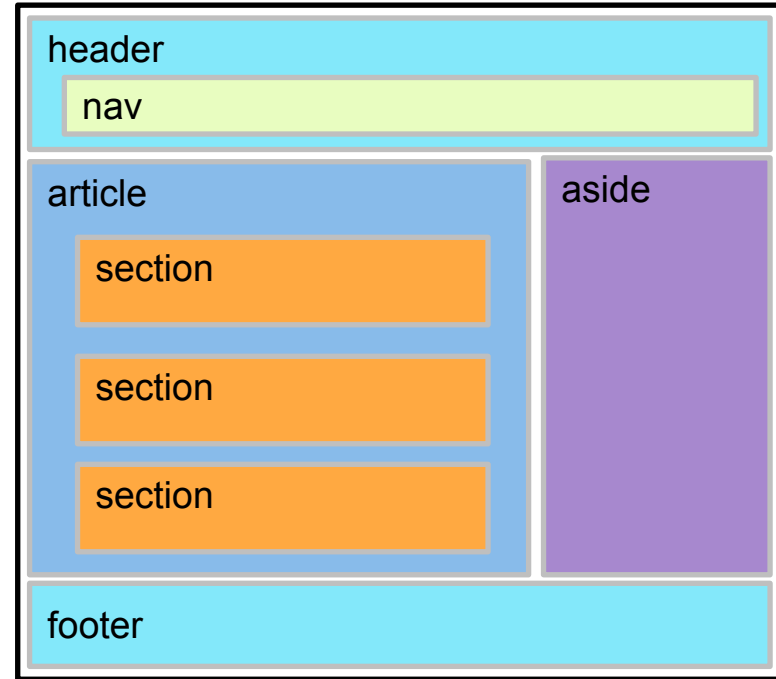 header
nav
article
aside
section
section
section
footer